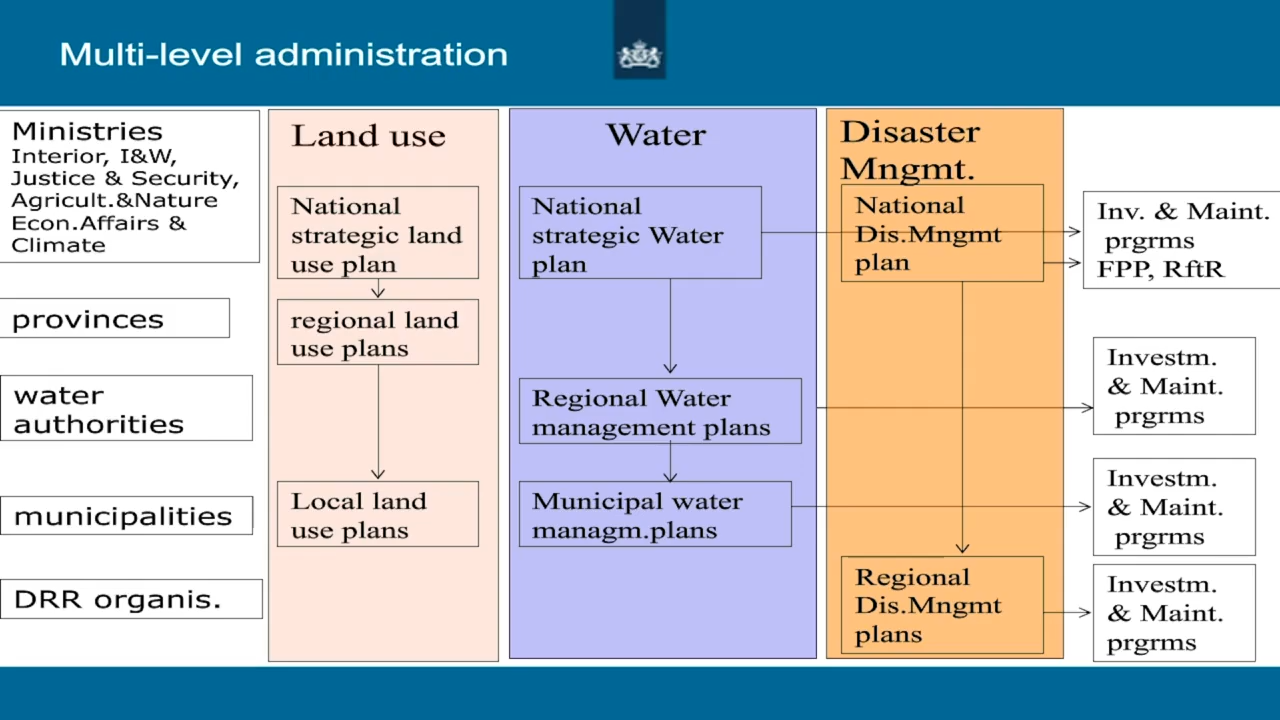 Multi-level administration
Ministries
Interior, I&W,
Justice & Security,
Agricult.&Nature
Econ.Affairs &
Climate
provinces
water
authorities
municipalities
DRR organis.
Land use
National
strategic land
use plan
regional land
use plans
Local land
use plans
Water
National
strategic Water
plan
Regional Water
management plans
Municipal water
managm.plans
Disaster
Mngmt.
National
Dis.Mngmt
plan
Regional
Dis.Mngmt
plans
Inv. & Maint.
prgrms
FPP, RftR
Investm.
& Maint.
prgrms
Investm.
& Maint.
prgrms
Investm.
& Maint.
prgrms